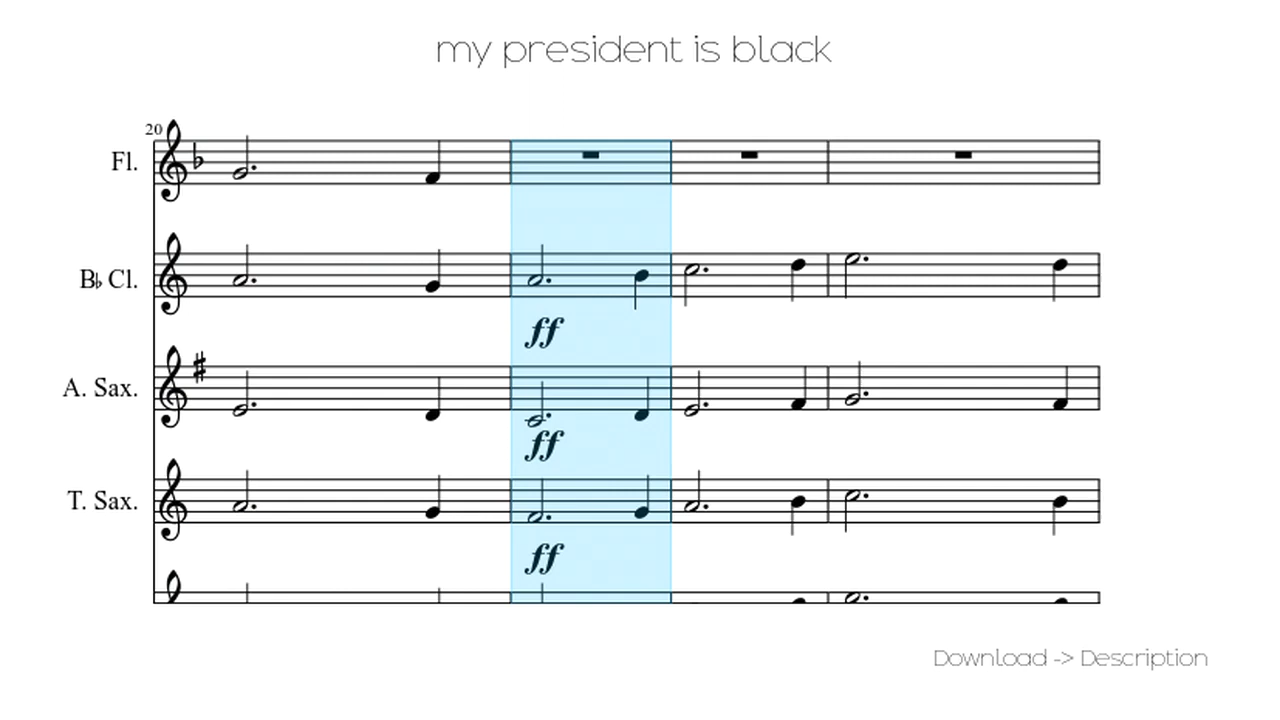 my president is black
20
Fl.
B♭ Cl.
ff
A. Sax.
ff
T. Sax.
ff
Download -> Description